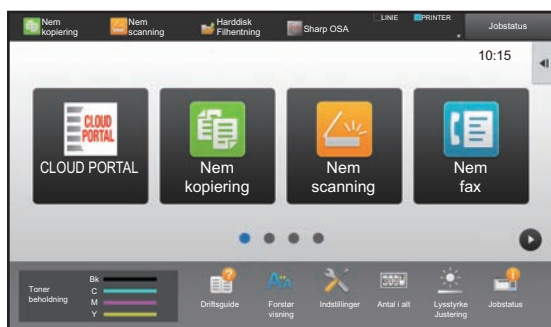 Nem
kopiering
Nem
scanning
Harddisk
Filhentning
Sharp OSA
LINIE
PRINTER
Jobstatus
10:15
CLOUD
PORTAL
CLOUD PORTAL
Nem
kopiering
Nem
scanning
Nem
fax
Toner
beholdning
Bk
C
M
Y
Driftsguide
Forstør
visning
Indstillinger
Antal i alt
Lysstyrke
Justering
Jobstatus